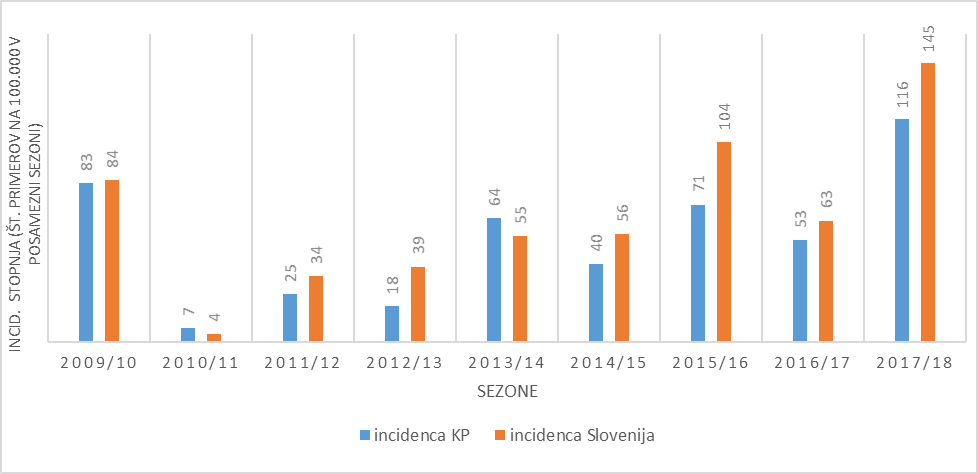 INCID. STOPNJA (ŠT. PRIMEROV NA 100.000 V
POSAMEZNI SEZONI)
83 84 7 4 25 34 18 39 64 55 40 56 71 104 53 63 116 145
2009/10 2010/11 2011/12 2012/13 2013/14 2014/15 2015/16 2016/17 2017/18
SEZONE
incidenca KP incidenca Slovenija